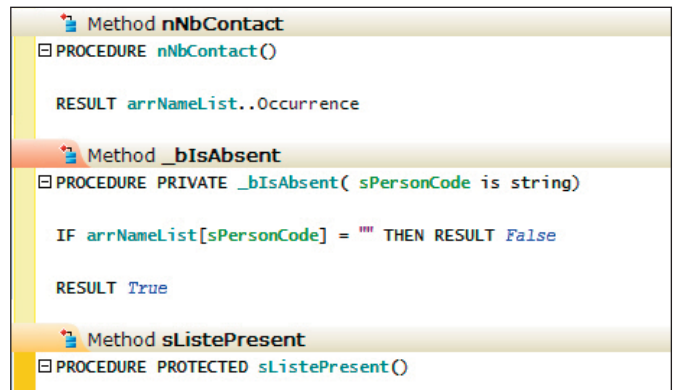 Method nNbContact
PROCEDURE nNbContact()
RESULT arrNameList..Occurrence
Method _bIsAbsent
PROCEDURE PRIVATE _bIsAbsent( sPersonCode is string)
IF arrNameList[sPersonCode] = "" THEN RESULT False
RESULT True
Method sListePresent
PROCEDURE PROTECTED sListePresent()